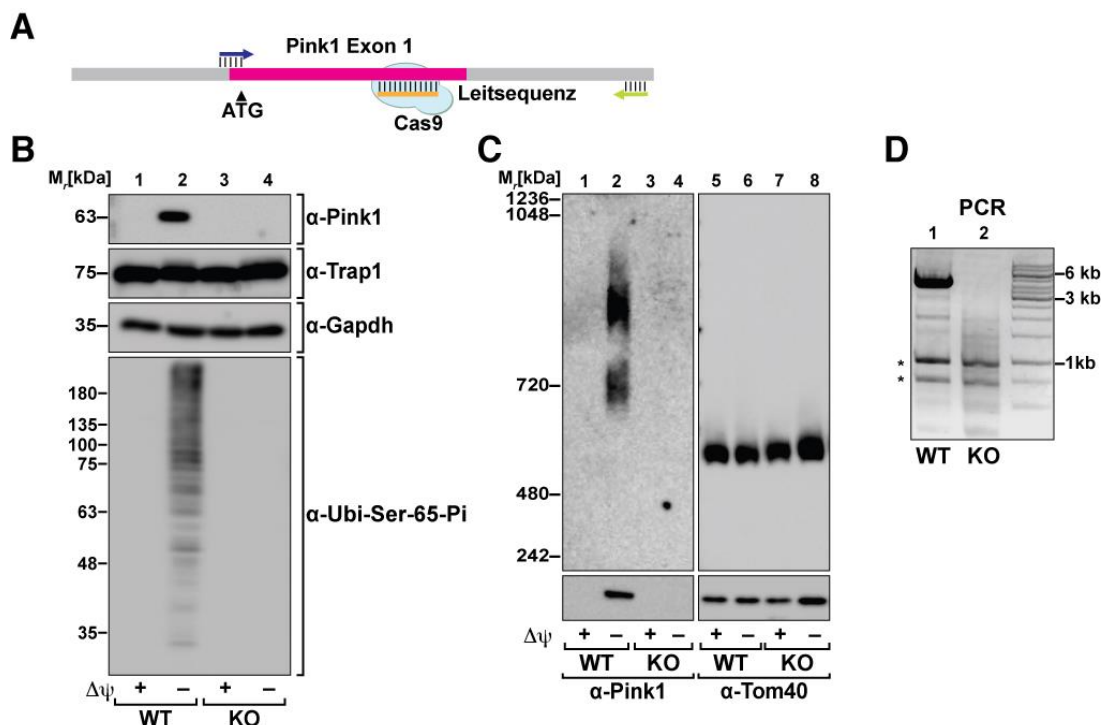 A
Pink1 Exon 1
ATG
Leitsequenz
Cas9
B
Mr[kDa] 1 2 3 4
63– α-Pink1
75– α-Trap1
35– α-Gapdh
180–
135–
100–
75–
63–
48–
35–
α-Ubi-Ser-65-Pi
Δψ + – + –
WT KO
C
Mr[kDa] 1 2 3 4 5 6 7 8
1236–
1048–
720–
480–
242–
Δψ + – + – + – + –
WT KO WT KO
α-Pink1 α-Tom40
D
PCR
1 2
–6 kb
–3 kb
* –1kb
*
WT KO